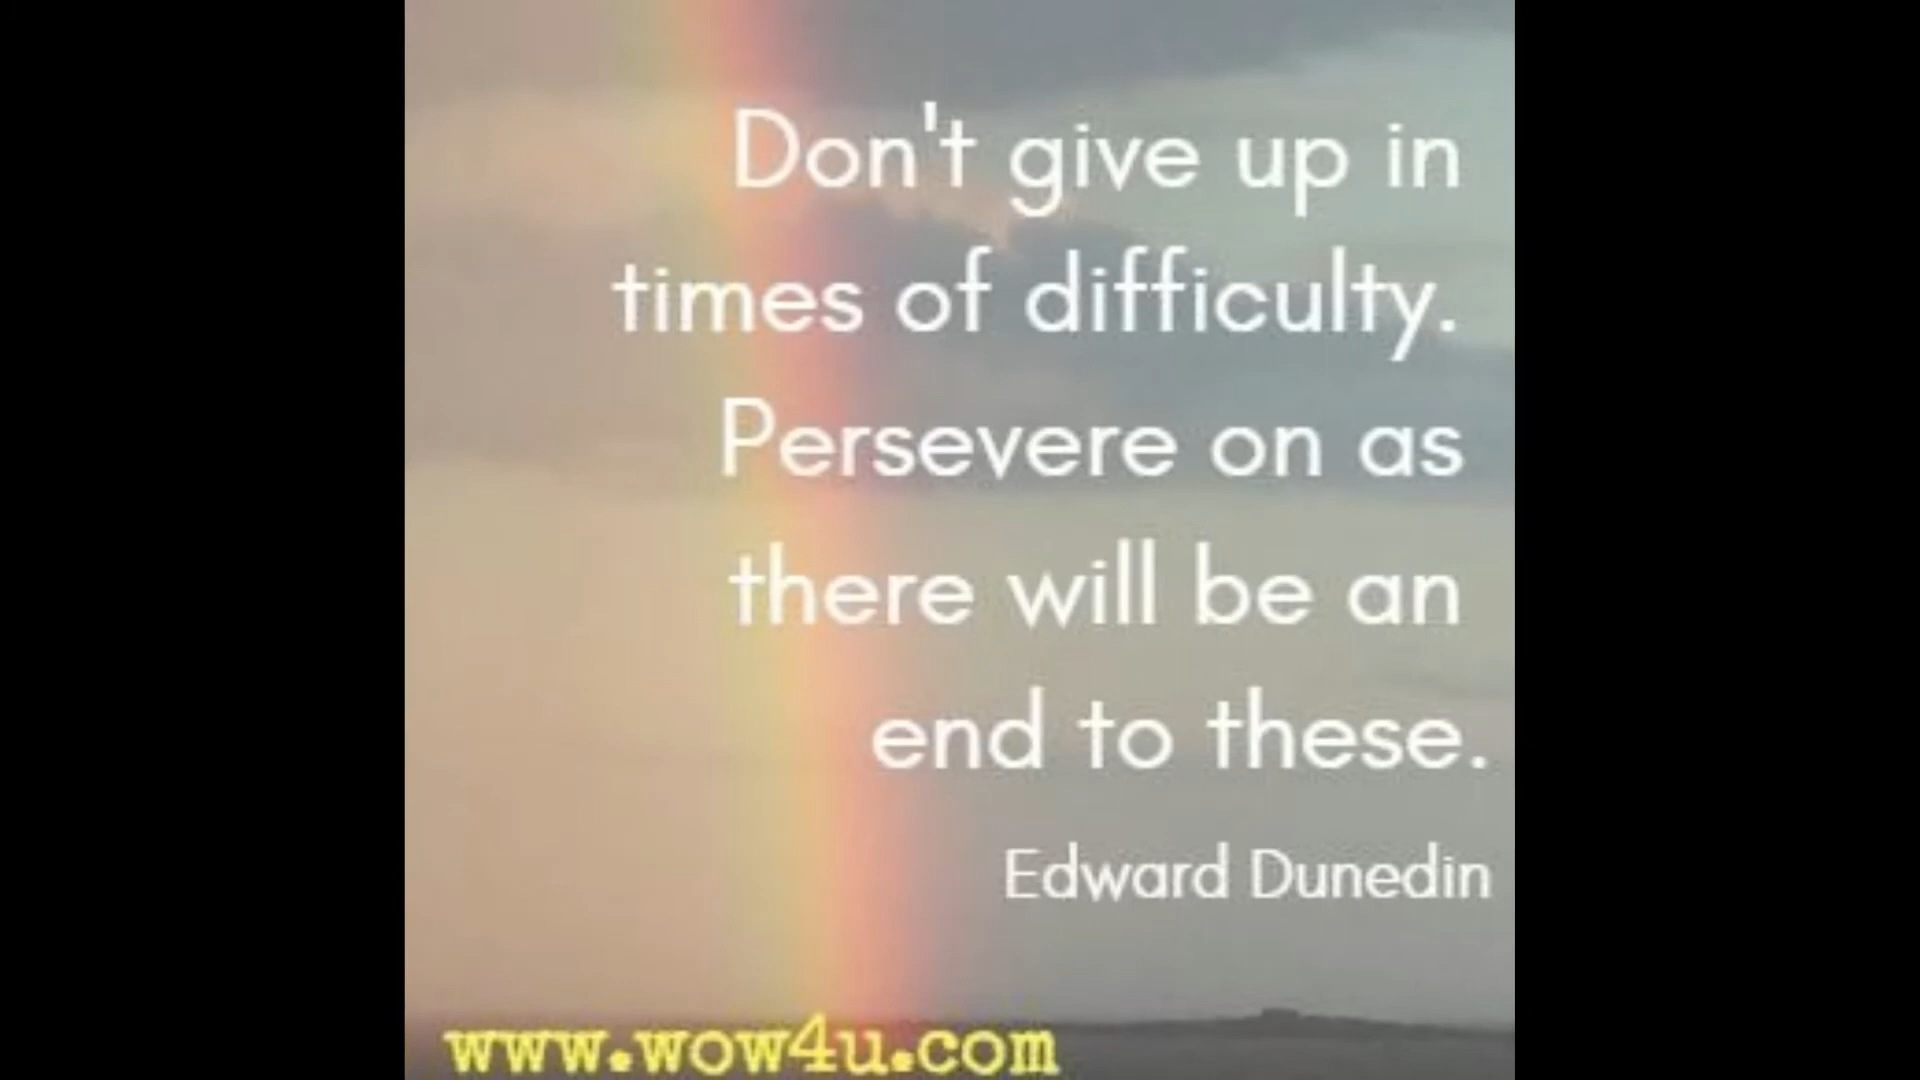 Don't give up in
times of difficulty.
Persevere on as
there will be an
end to these.
Edward Dunedin
www.wow4u.com